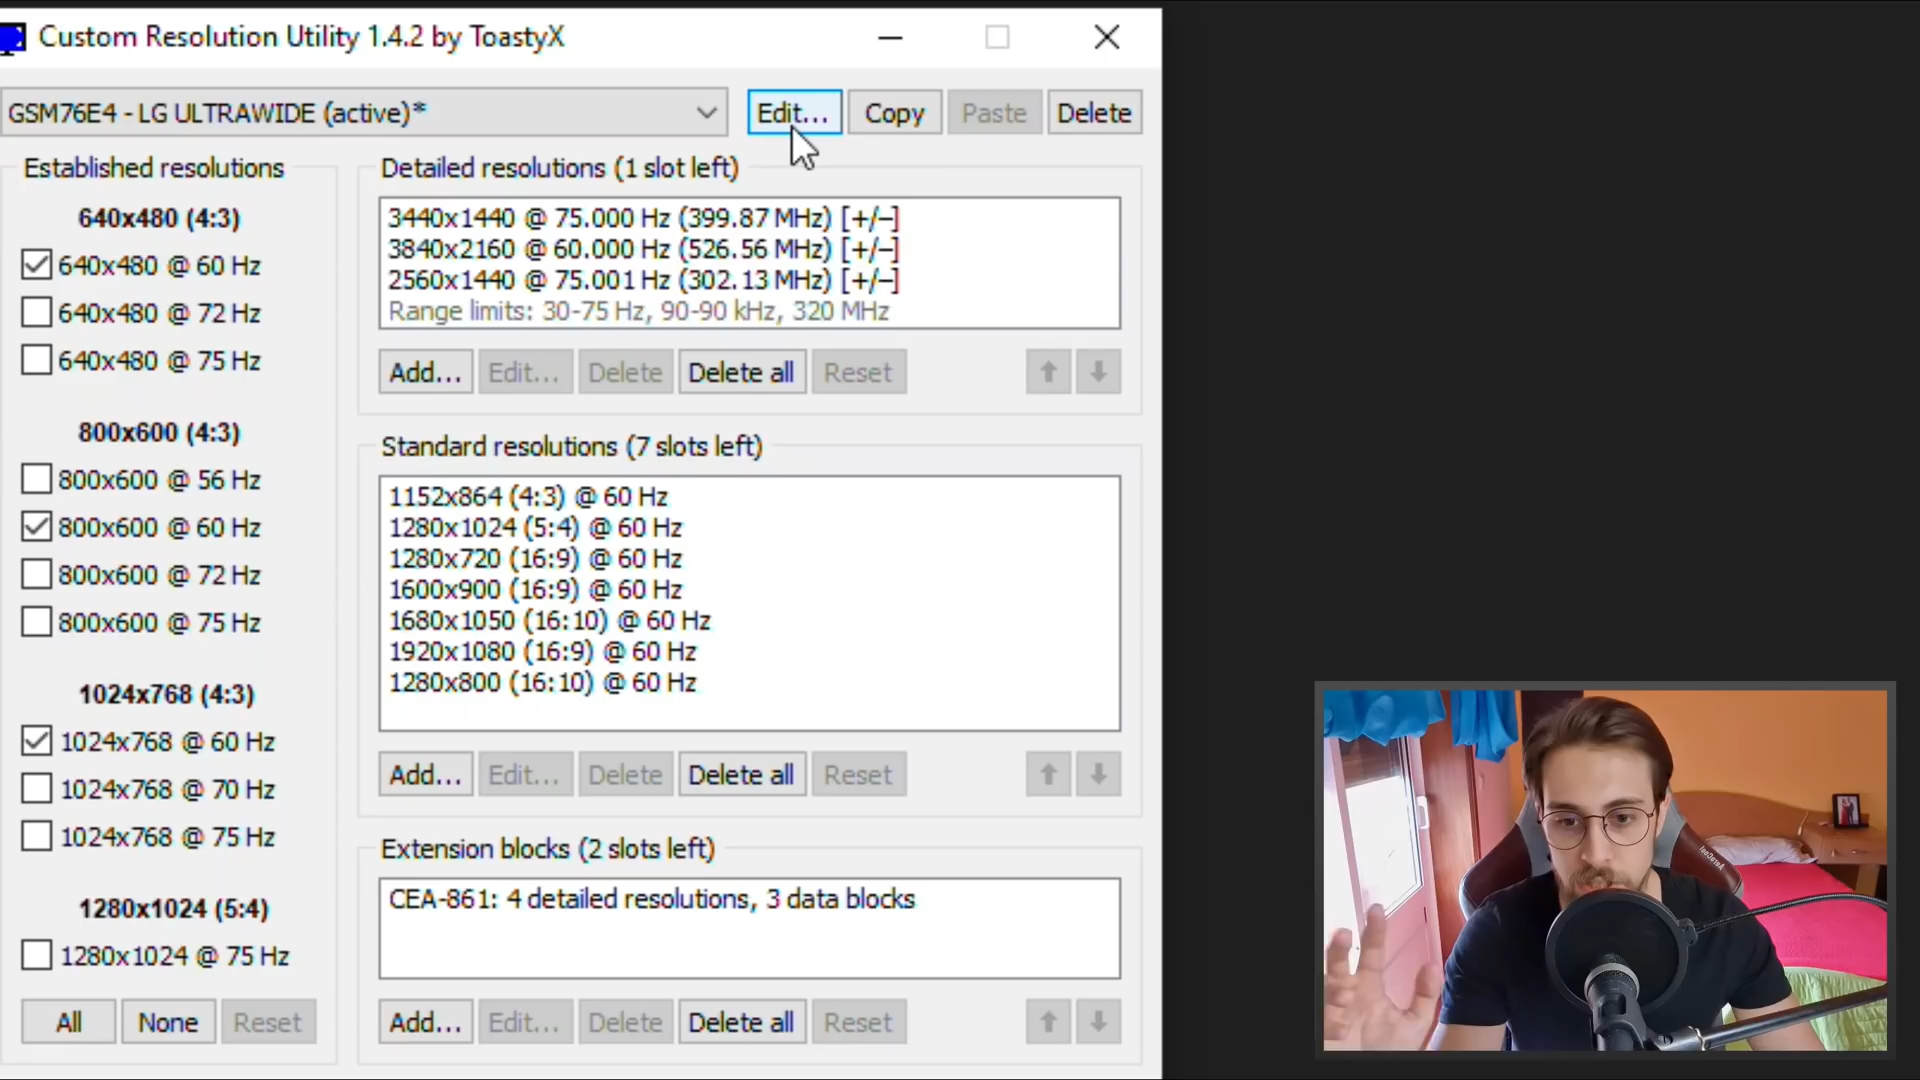 Custom Resolution Utility 1.4.2 by ToastyX
GSM76E4 - LG ULTRAWIDE (active)*
Edit...
Copy
Paste
Delete
Established resolutions
640x480 (4:3)
640x480 @ 60 Hz
640x480 @ 72 Hz
640x480 @ 75 Hz
800x600 (4:3)
800x600 @ 56 Hz
800x600 @ 60 Hz
800x600 @ 72 Hz
800x600 @ 75 Hz
1024x768 (4:3)
1024x768 @ 60 Hz
1024x768 @ 70 Hz
1024x768 @ 75 Hz
1280x1024 (5:4)
1280x1024 @ 75 Hz
All
None
Reset
Detailed resolutions (1 slot left)
3440x1440 @ 75.000 Hz (399.87 MHz) [+/–]
3840x2160 @ 60.000 Hz (526.56 MHz) [+/–]
2560x1440 @ 75.001 Hz (302.13 MHz) [+/–]
Range limits: 30-75 Hz, 90-90 kHz, 320 MHz
Add...
Edit...
Delete
Delete all
Reset
Standard resolutions (7 slots left)
1152x864 (4:3) @ 60 Hz
1280x1024 (5:4) @ 60 Hz
1280x720 (16:9) @ 60 Hz
1600x900 (16:9) @ 60 Hz
1680x1050 (16:10) @ 60 Hz
1920x1080 (16:9) @ 60 Hz
1280x800 (16:10) @ 60 Hz
Add...
Edit...
Delete
Delete all
Reset
Extension blocks (2 slots left)
CEA-861: 4 detailed resolutions, 3 data blocks
Add...
Edit...
Delete
Delete all
Reset